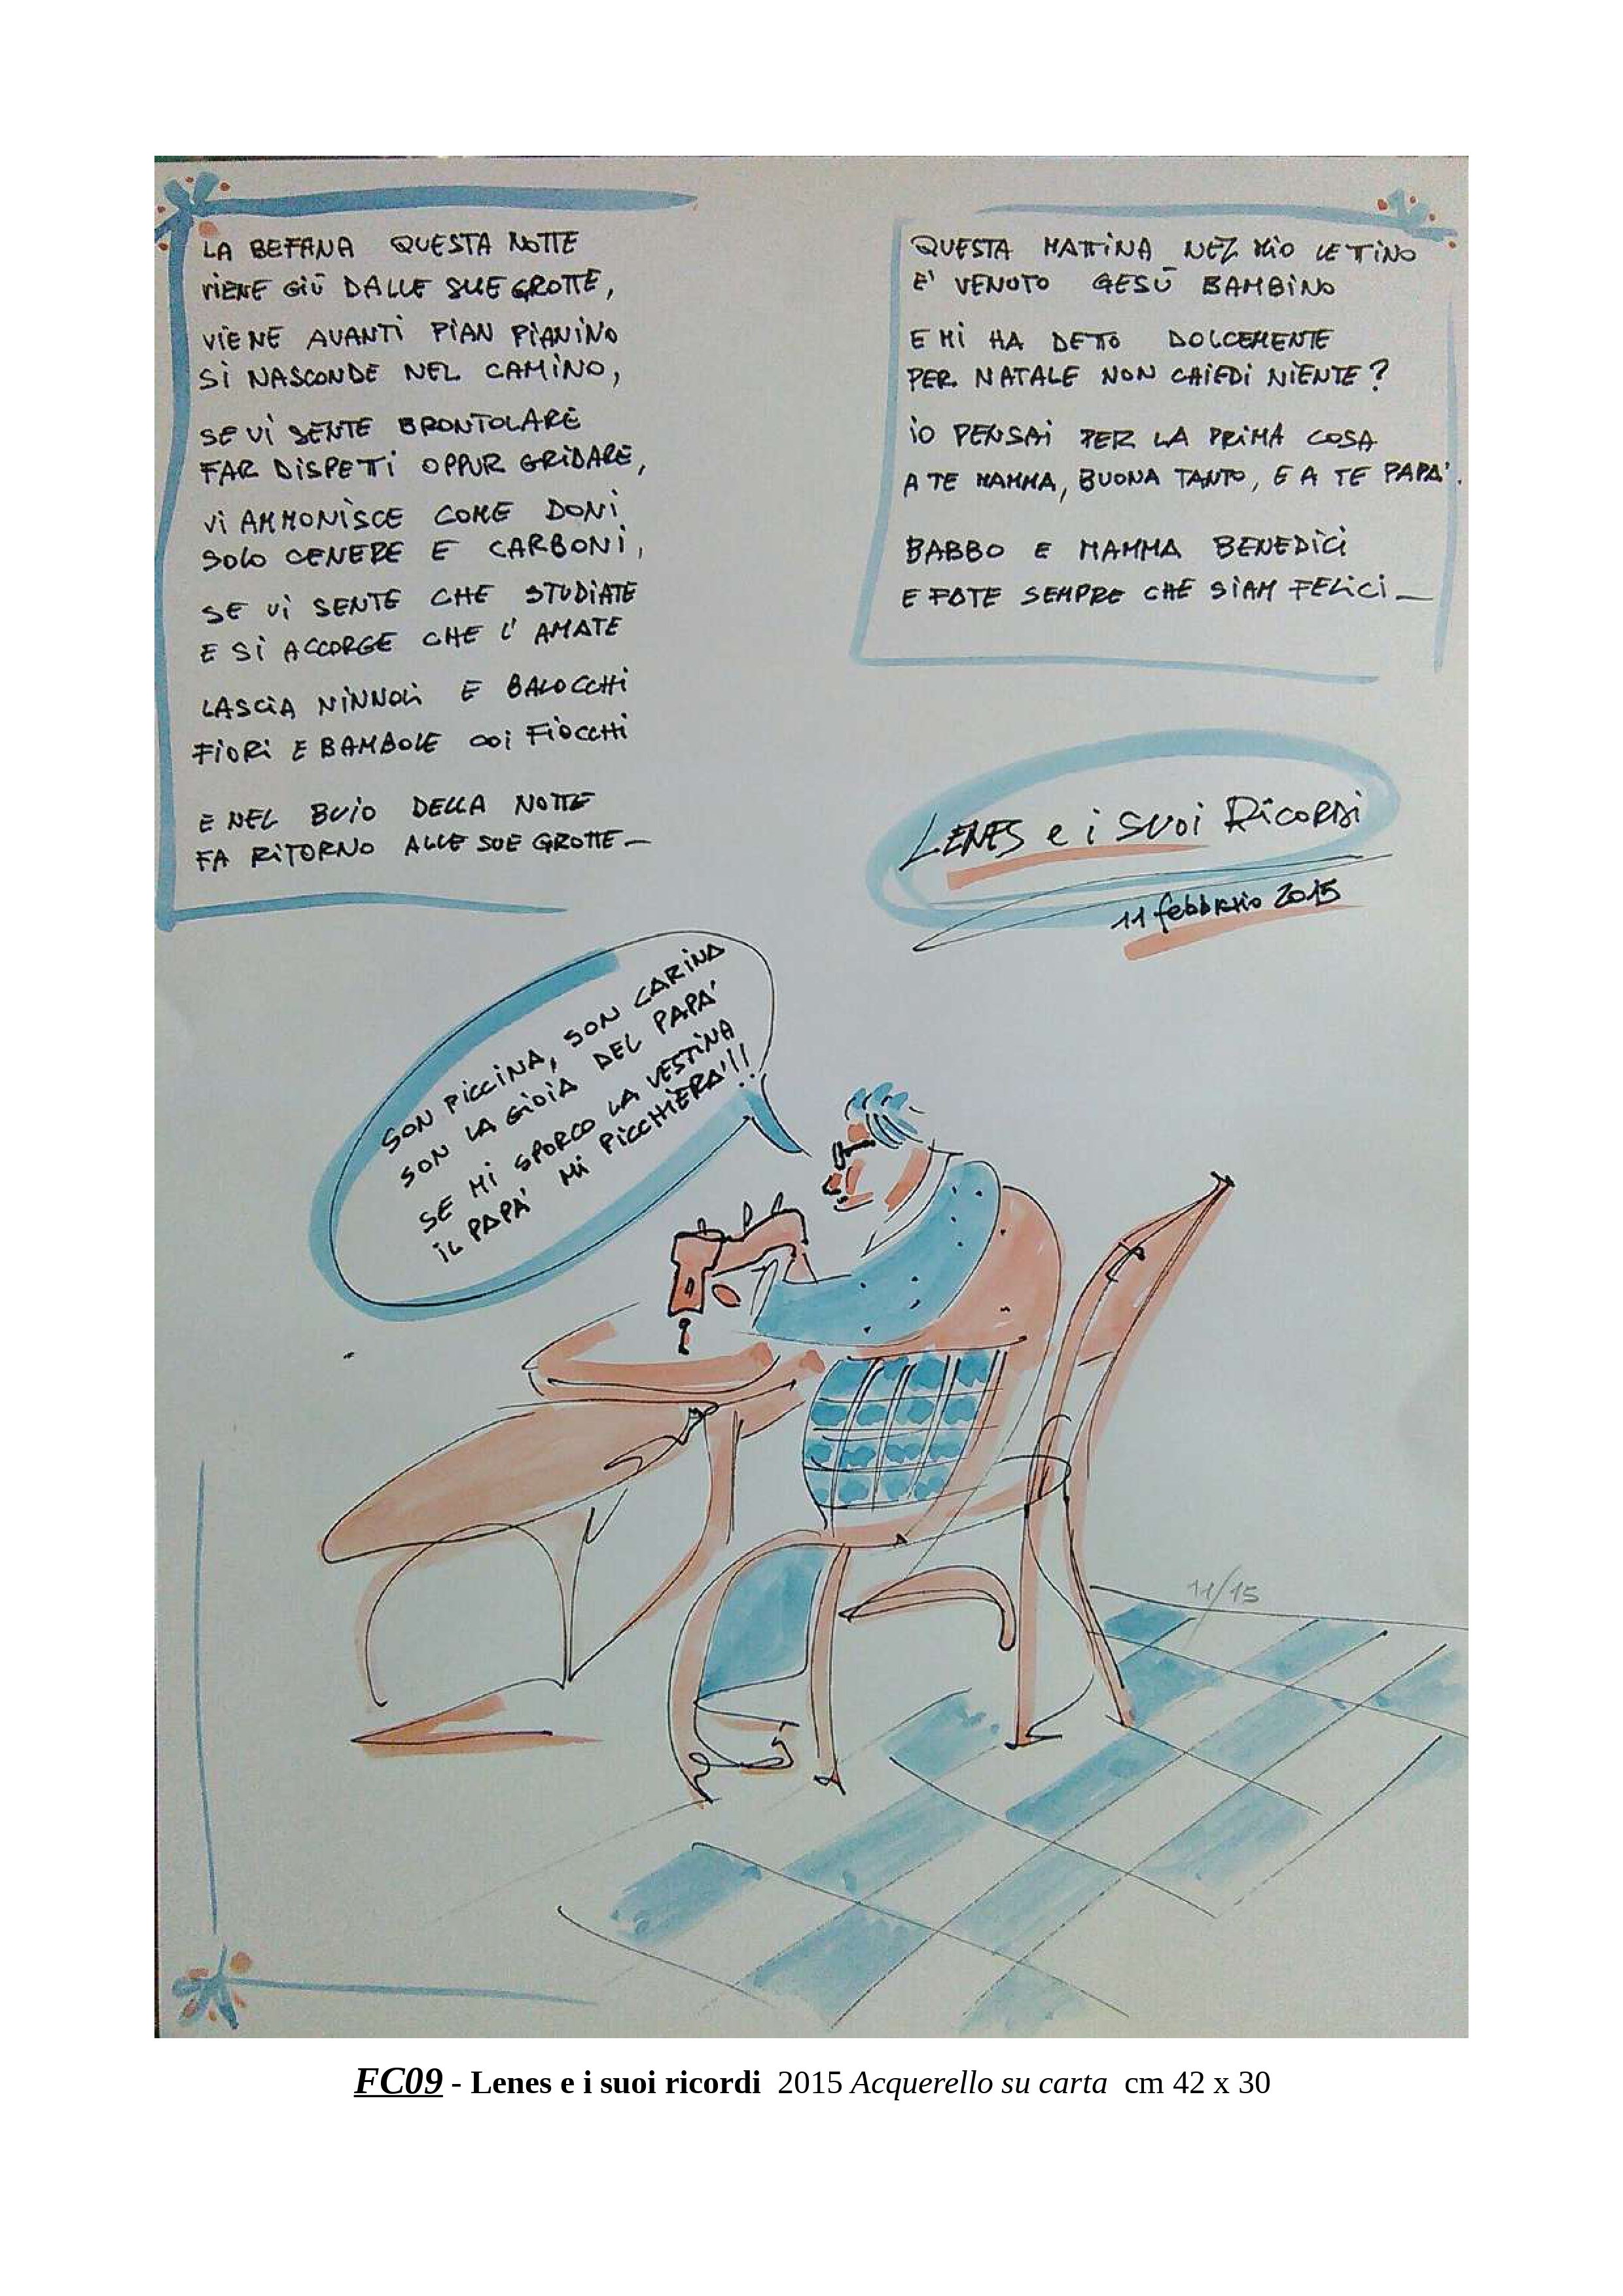 LA BEFANA QUESTA NOTTE
VIENE GIÙ DALLE SUE GROTTE,
VIENE AVANTI PIAN PIANINO
SI NASCONDE NEL CAMINO,
SE VI SENTE BRONTOLARE
FAR DISPETTI OPPUR GRIDARE,
VI AMMONISCE COME DONI
SOLO CENERE E CARBONI,
SE VI SENTE CHE STUDIATE
E SI ACCORGE CHE L' AMATE
LASCIA NINNOLI E BALOCCHI
FIORI E BAMBOLE COI FIOCCHI
E NEL BUIO DELLA NOTTE
FA RITORNO ALLE SUE GROTTE—
QUESTA MATTINA NEL MIO LETTINO
E' VENUTO GESÙ BAMBINO
E MI HA DETTO DOLCEMENTE
PER NATALE NON CHIEDI NIENTE?
IO PENSAI PER LA PRIMA COSA
A TE MAMMA, BUONA TANTO, E A TE PAPA'.
BABBO E MAMMA BENEDICI
E FATE SEMPRE CHE SIAM FELICI—
LENES e i SUOI RICORDI
11 febbraio 2015
SON PICCINA, SON CARINA
SON LA GIOIA DEL PAPA'
SE MI SPORCO LA VESTINA
IL PAPA' MI PICCHIERA'!!
11/15
FC09 - Lenes e i suoi ricordi 2015 Acquerello su carta cm 42 x 30